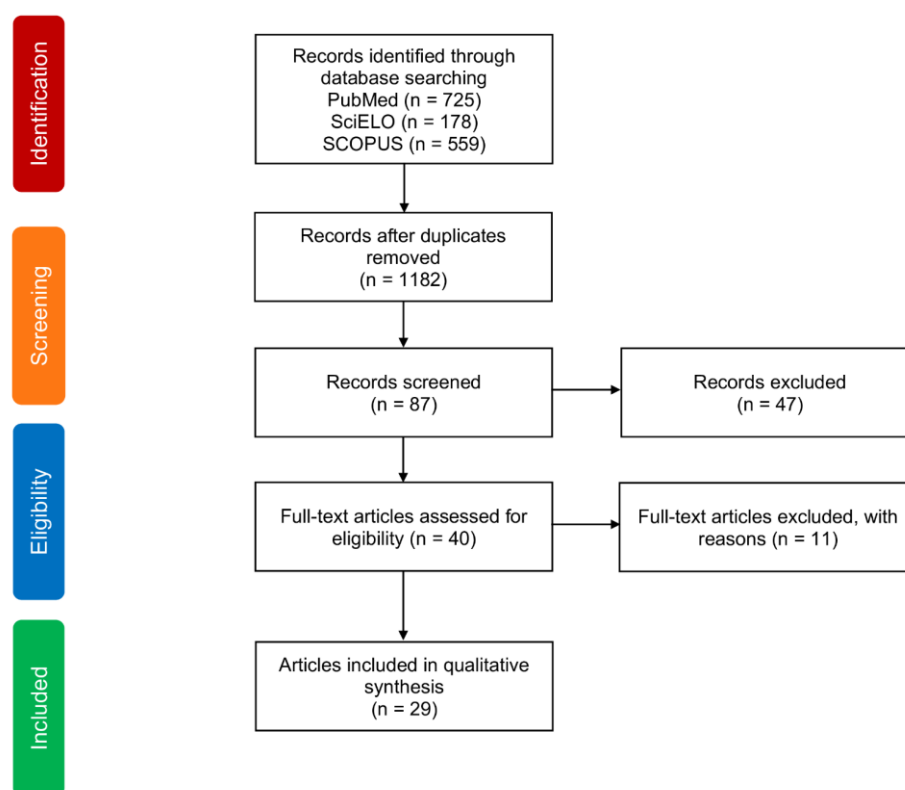 Identification
Records identified through
database searching
PubMed (n = 725)
SciELO (n = 178)
SCOPUS (n = 559)
Screening
Records after duplicates
removed
(n = 1182)
Records screened
(n = 87)
Records excluded
(n = 47)
Eligibility
Full-text articles assessed for
eligibility (n = 40)
Full-text articles excluded, with
reasons (n = 11)
Included
Articles included in qualitative
synthesis
(n = 29)